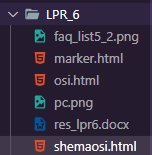 LPR_6
faq_list5_2.png
marker.html
osi.html
pc.png
res_lpr6.docx
shemaosi.html